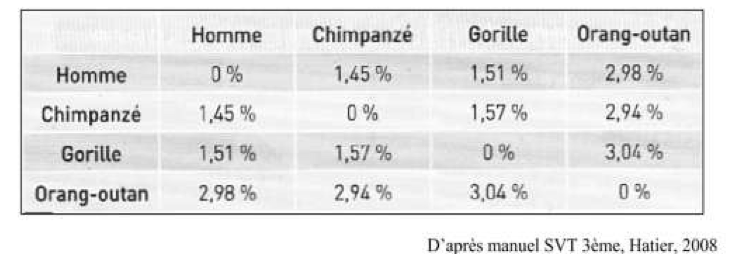 Homme Chimpanzé Gorille Orang-outan
Homme 0 % 1,45 % 1,51 % 2,98 %
Chimpanzé 1,45 % 0 % 1,57 % 2,94 %
Gorille 1,51 % 1,57 % 0 % 3,04 %
Orang-outan 2,98 % 2,94 % 3,04 % 0 %
D'après manuel SVT 3ème, Hatier, 2008